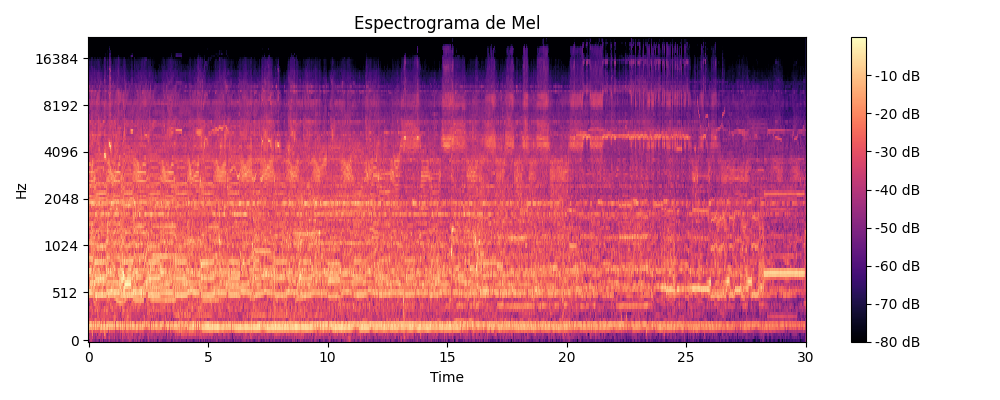 Espectrograma de Mel
Hz
16384
8192
4096
2048
1024
512
0
0 5 10 15 20 25 30
Time
-10 dB
-20 dB
-30 dB
-40 dB
-50 dB
-60 dB
-70 dB
-80 dB